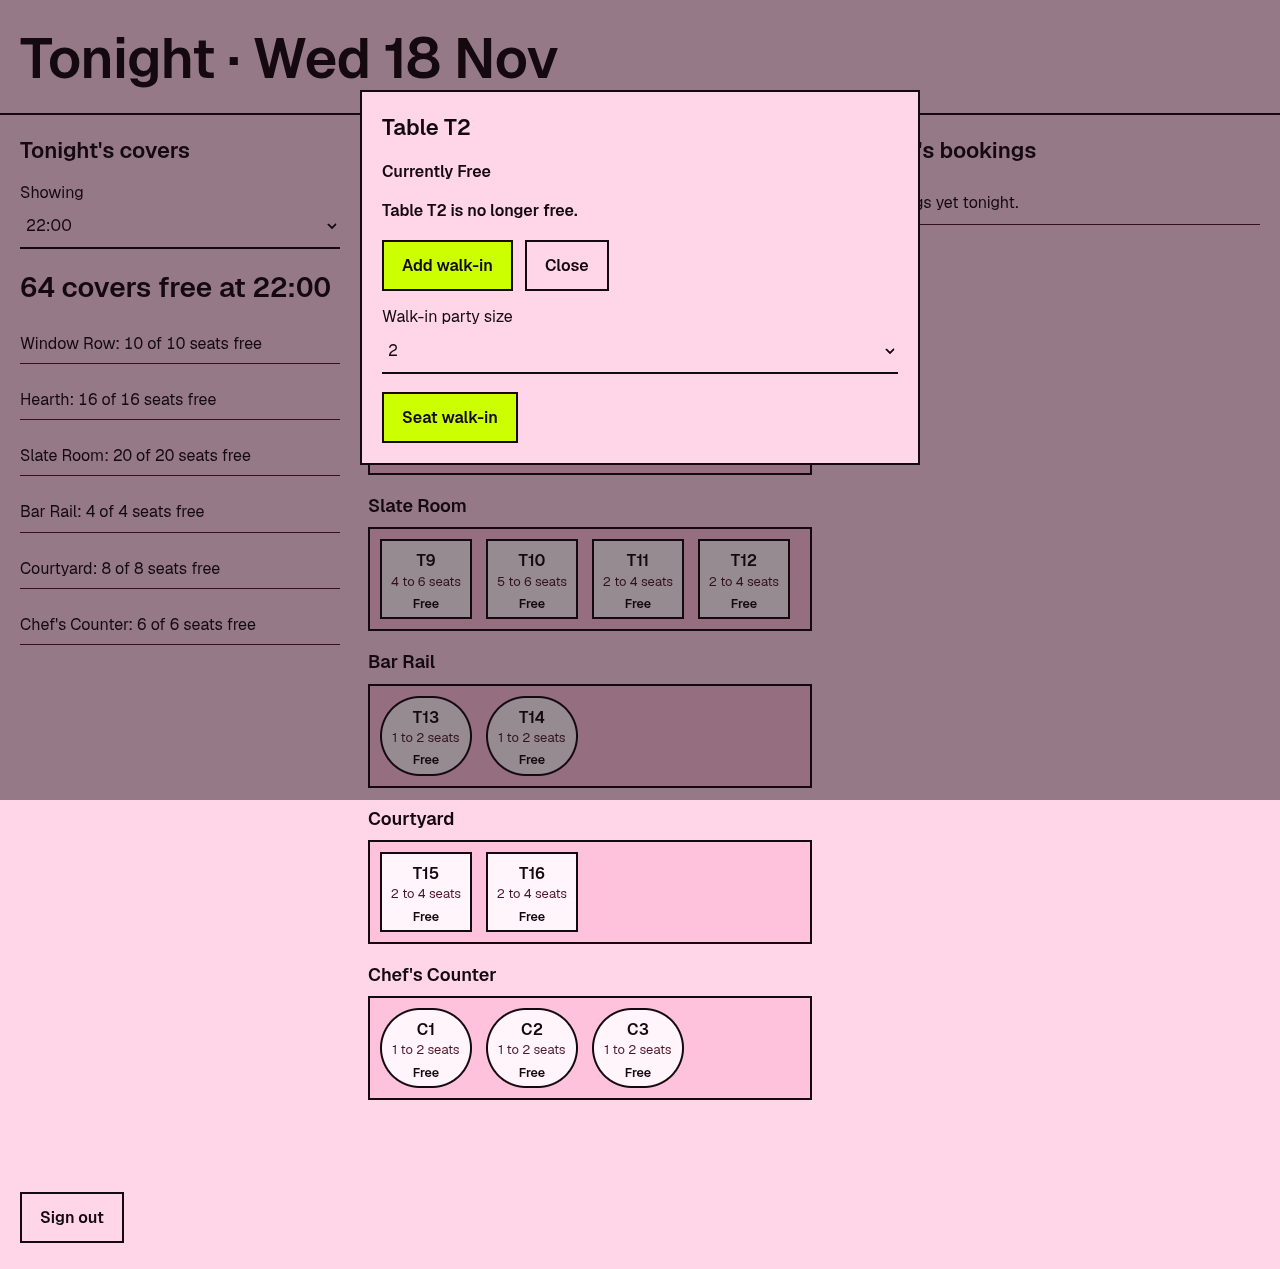 Tonight · Wed 18 Nov
Tonight's covers
Showing
22:00
64 covers free at 22:00
Window Row: 10 of 10 seats free
Hearth: 16 of 16 seats free
Slate Room: 20 of 20 seats free
Bar Rail: 4 of 4 seats free
Courtyard: 8 of 8 seats free
Chef's Counter: 6 of 6 seats free
Table T2
Currently Free
Table T2 is no longer free.
Add walk-in
Close
Walk-in party size
2
Seat walk-in
Slate Room
T9
4 to 6 seats
Free
T10
5 to 6 seats
Free
T11
2 to 4 seats
Free
T12
2 to 4 seats
Free
Bar Rail
T13
1 to 2 seats
Free
T14
1 to 2 seats
Free
Courtyard
T15
2 to 4 seats
Free
T16
2 to 4 seats
Free
Chef's Counter
C1
1 to 2 seats
Free
C2
1 to 2 seats
Free
C3
1 to 2 seats
Free
's bookings
yet tonight.
Sign out